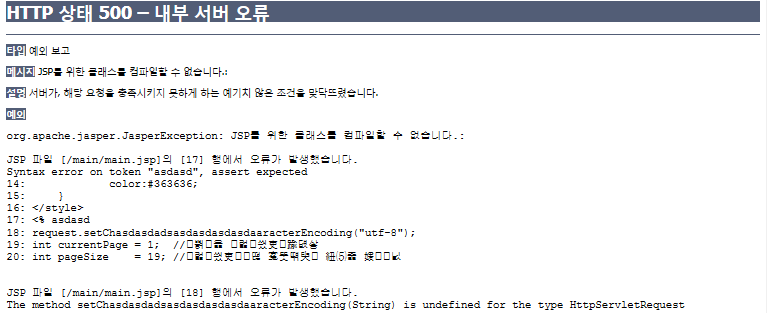 HTTP 상태 500 – 내부 서버 오류
타입 예외 보고
메시지 JSP를 위한 클래스를 컴파일할 수 없습니다.:
설명 서버가, 해당 요청을 충족시키지 못하게 하는 예기치 않은 조건을 맞닥뜨렸습니다.
예외
org.apache.jasper.JasperException: JSP를 위한 클래스를 컴파일할 수 없습니다.:
JSP 파일 [/main/main.jsp]의 [17] 행에서 오류가 발생했습니다.
Syntax error on token "asdasd", assert expected
14:             color:#363636;
15:     }
16: </style>
17: <% asdasd
18: request.setChasdasdadsasdasdasdasdaaracterEncoding("utf-8");
19: int currentPage = 1;  //
20: int pageSize    = 19; //
JSP 파일 [/main/main.jsp]의 [18] 행에서 오류가 발생했습니다.
The method setChasdasdadsasdasdasdasdaaracterEncoding(String) is undefined for the type HttpServletRequest